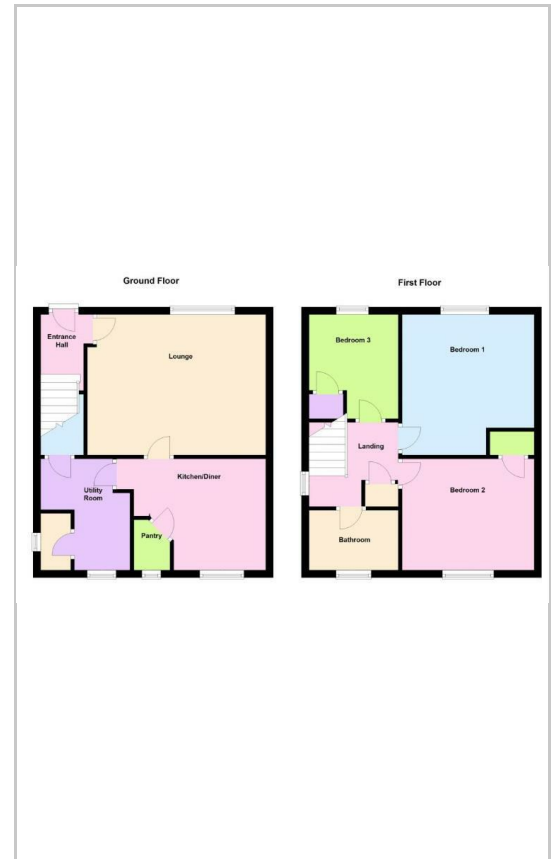 Ground Floor
Entrance
Hall
Lounge
Kitchen/Diner
Utility
Room
Pantry
First Floor
Bedroom 3
Bedroom 1
Landing
Bedroom 2
Bathroom